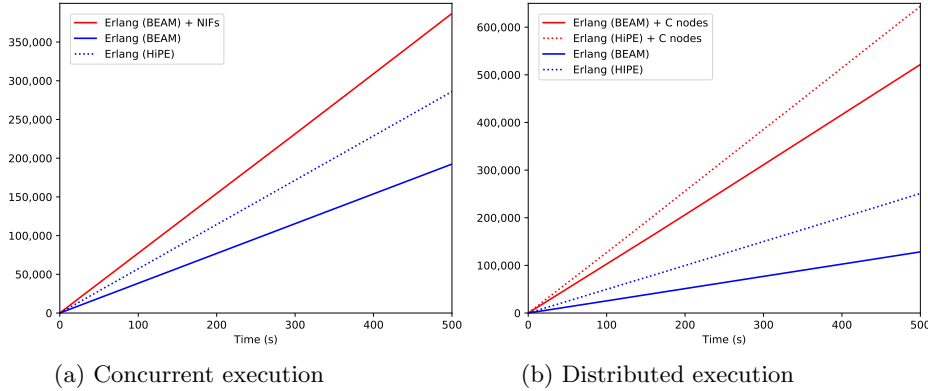 Erlang (BEAM) + NIFs
Erlang (BEAM)
Erlang (HiPE)
350,000
300,000
250,000
200,000
150,000
100,000
50,000
0
0 100 200 300 400 500
Time (s)
(a) Concurrent execution
Erlang (BEAM) + C nodes
Erlang (HiPE) + C nodes
Erlang (BEAM)
Erlang (HIPE)
600,000
500,000
400,000
300,000
200,000
100,000
0
0 100 200 300 400 500
Time (s)
(b) Distributed execution